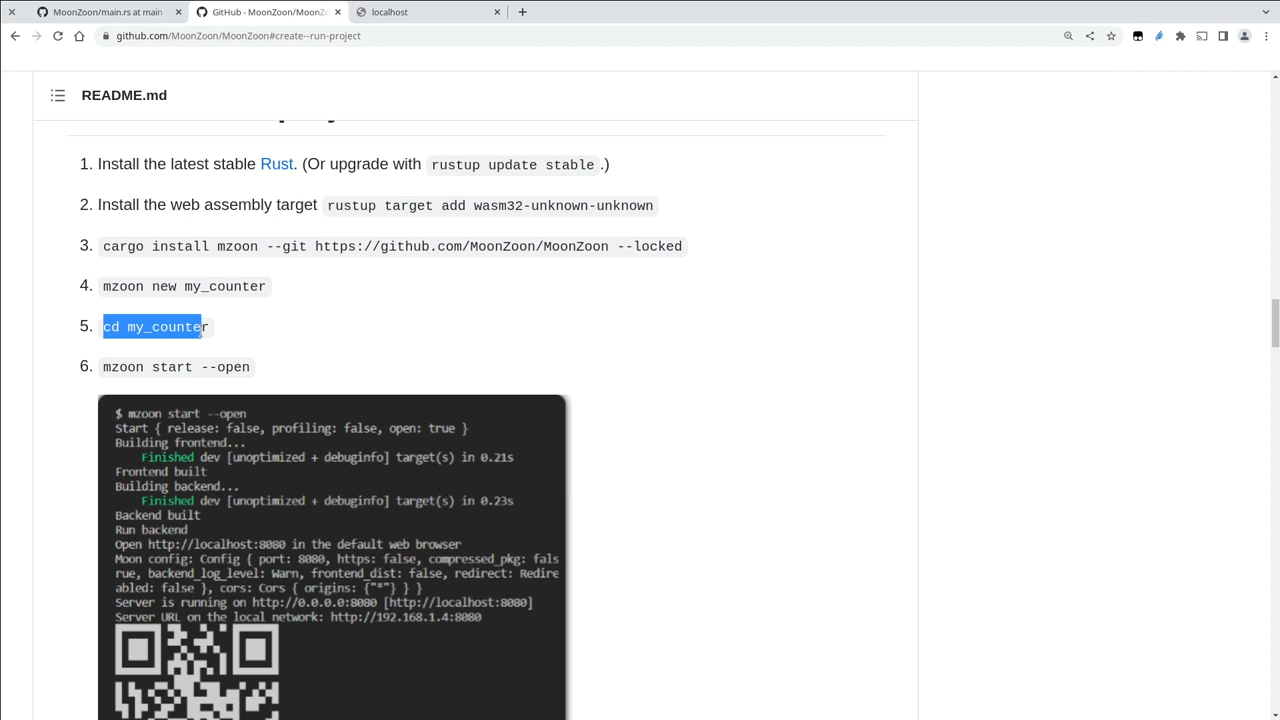 MoonZoon/main.rs at main
GitHub - MoonZoon/MoonZo
localhost
github.com/MoonZoon/MoonZoon#create--run-project
README.md
1. Install the latest stable Rust. (Or upgrade with rustup update stable.)
2. Install the web assembly target rustup target add wasm32-unknown-unknown
3. cargo install mzoon --git https://github.com/MoonZoon/MoonZoon --locked
4. mzoon new my_counter
5. cd my_counter
6. mzoon start --open
$ mzoon start --open
Start { release: false, profiling: false, open: true }
Building frontend...
Finished dev [unoptimized + debuginfo] target(s) in 0.21s
Frontend built
Building backend...
Finished dev [unoptimized + debuginfo] target(s) in 0.23s
Backend built
Run backend
Open http://localhost:8080 in the default web browser
Moon config: Config { port: 8080, https: false, compressed_pkg: fals
rue, backend_log_level: Warn, frontend_dist: false, redirect: Redire
abled: false }, cors: Cors { origins: {"*"} } }
Server is running on http://0.0.0.0:8080 [http://localhost:8080]
Server URL on the local network: http://192.168.1.4:8080